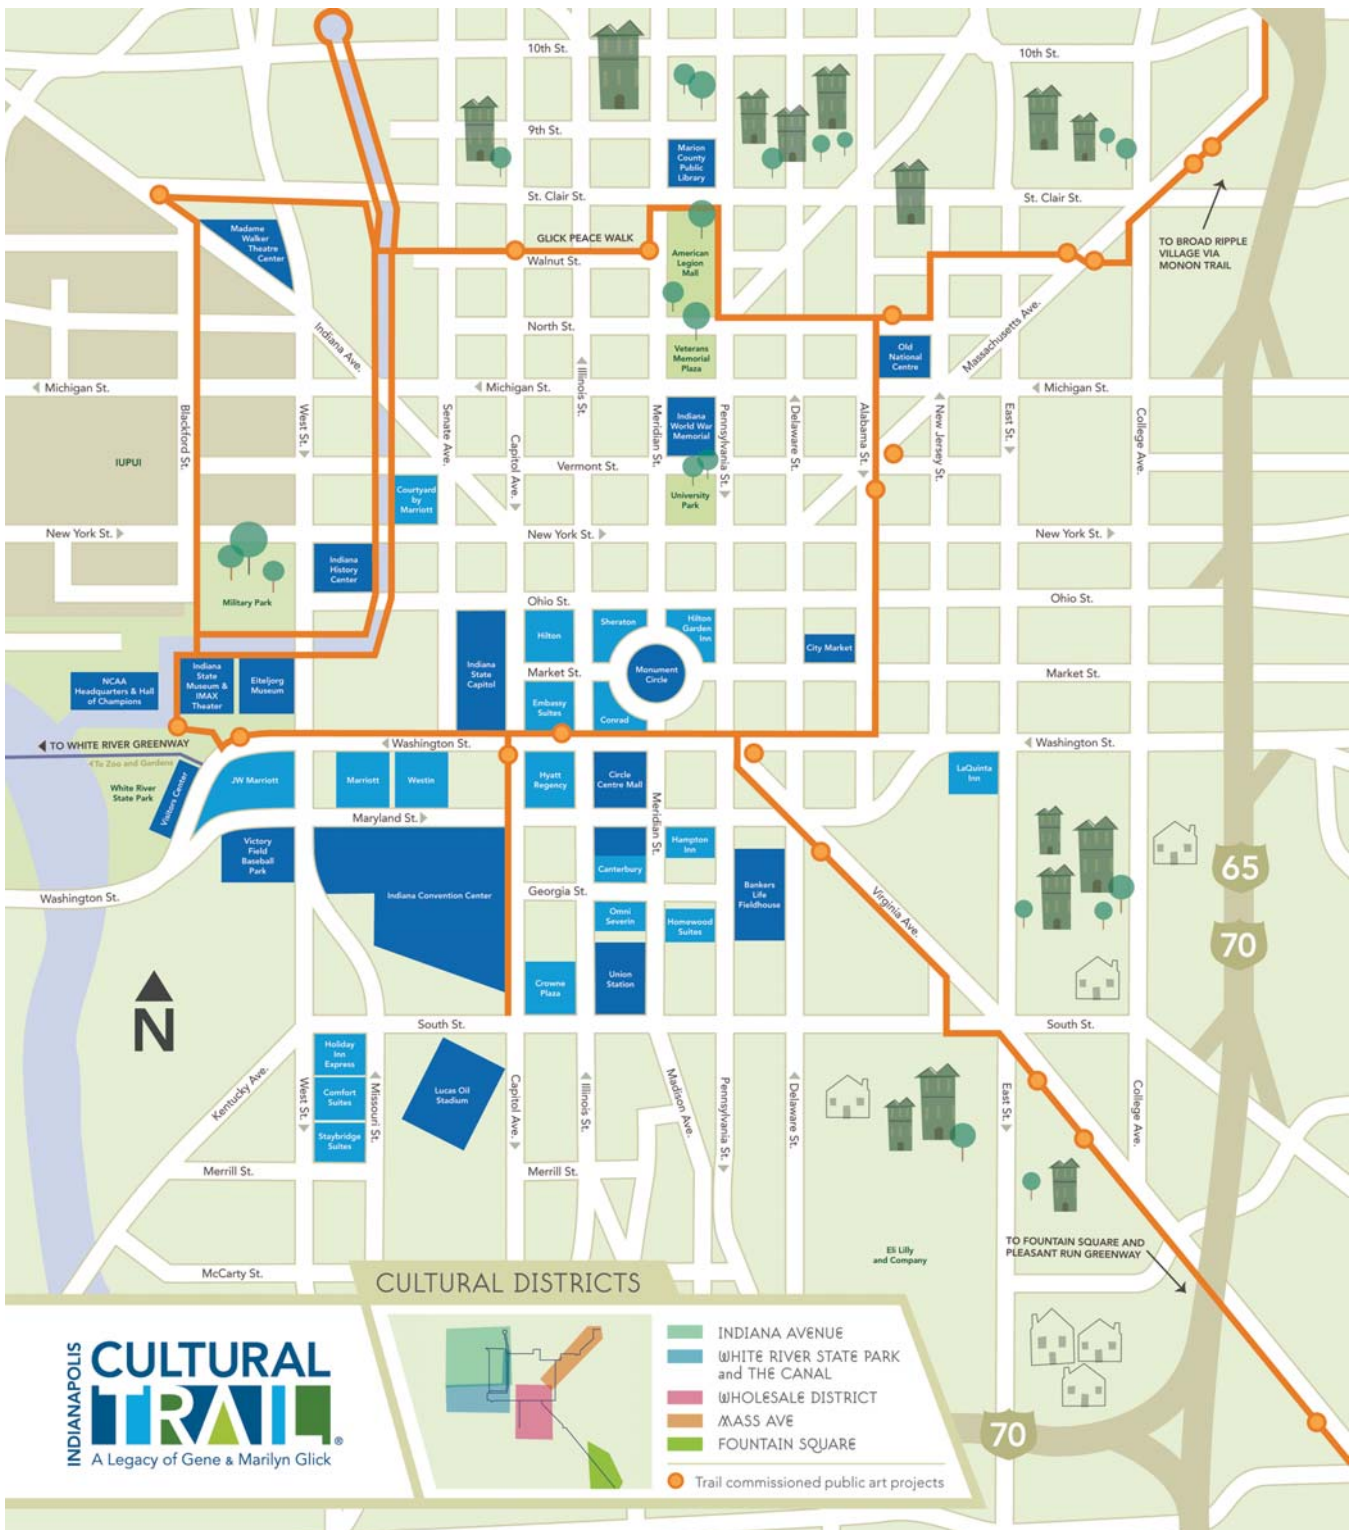 10th St.
10th St.
9th St.
Marion
County
Public
Library
St. Clair St.
St. Clair St.
Madame
Walker
Theatre
Center
GLICK PEACE WALK
Walnut St.
American
Legion
Mall
TO BROAD RIPPLE
VILLAGE VIA
MONON TRAIL
Indiana Ave.
North St.
Veterans
Memorial
Plaza
Old
National
Centre
Massachusetts Ave.
Michigan St.
Michigan St.
Illinois St.
Michigan St.
Blackford St.
West St.
Senate Ave.
Capitol Ave.
Meridian St.
Indiana
World War
Memorial
Pennsylvania St.
Delaware St.
Alabama St.
New Jersey St.
East St.
College Ave.
IUPUI
Vermont St.
Courtyard
by
Marriott
University
Park
New York St.
New York St.
New York St.
Indiana
History
Center
Military Park
Ohio St.
Ohio St.
Hilton
Sheraton
Hilton
Garden
Inn
City Market
Indiana
State
Capitol
Market St.
Monument
Circle
Market St.
NCAA
Headquarters & Hall
of Champions
Indiana
State
Museum &
IMAX
Theater
Eiteljorg
Museum
Embassy
Suites
Conrad
TO WHITE RIVER GREENWAY
To Zoo and Gardens
Washington St.
Washington St.
White River
State Park
Visitors Center
JW Marriott
Marriott
Westin
Hyatt
Regency
Circle
Centre Mall
Meridian St.
LaQuinta
Inn
Maryland St.
Victory
Field
Baseball
Park
Hampton
Inn
Canterbury
Bankers
Life
Fieldhouse
Virginia Ave.
65
70
Washington St.
Indiana Convention Center
Georgia St.
Omni
Severin
Homewood
Suites
Crowne
Plaza
Union
Station
N
South St.
South St.
Holiday
Inn
Express
Comfort
Suites
Staybridge
Suites
Kentucky Ave.
West St.
Missouri St.
Lucas Oil
Stadium
Capitol Ave.
Illinois St.
Madison Ave.
Pennsylvania St.
Delaware St.
East St.
College Ave.
Merrill St.
Merrill St.
Eli Lilly
and Company
TO FOUNTAIN SQUARE AND
PLEASANT RUN GREENWAY
McCarty St.
70
CULTURAL DISTRICTS
INDIANA AVENUE
WHITE RIVER STATE PARK
and THE CANAL
WHOLESALE DISTRICT
MASS AVE
FOUNTAIN SQUARE
Trail commissioned public art projects
INDIANAPOLIS
CULTURAL
TRAIL®
A Legacy of Gene & Marilyn Glick